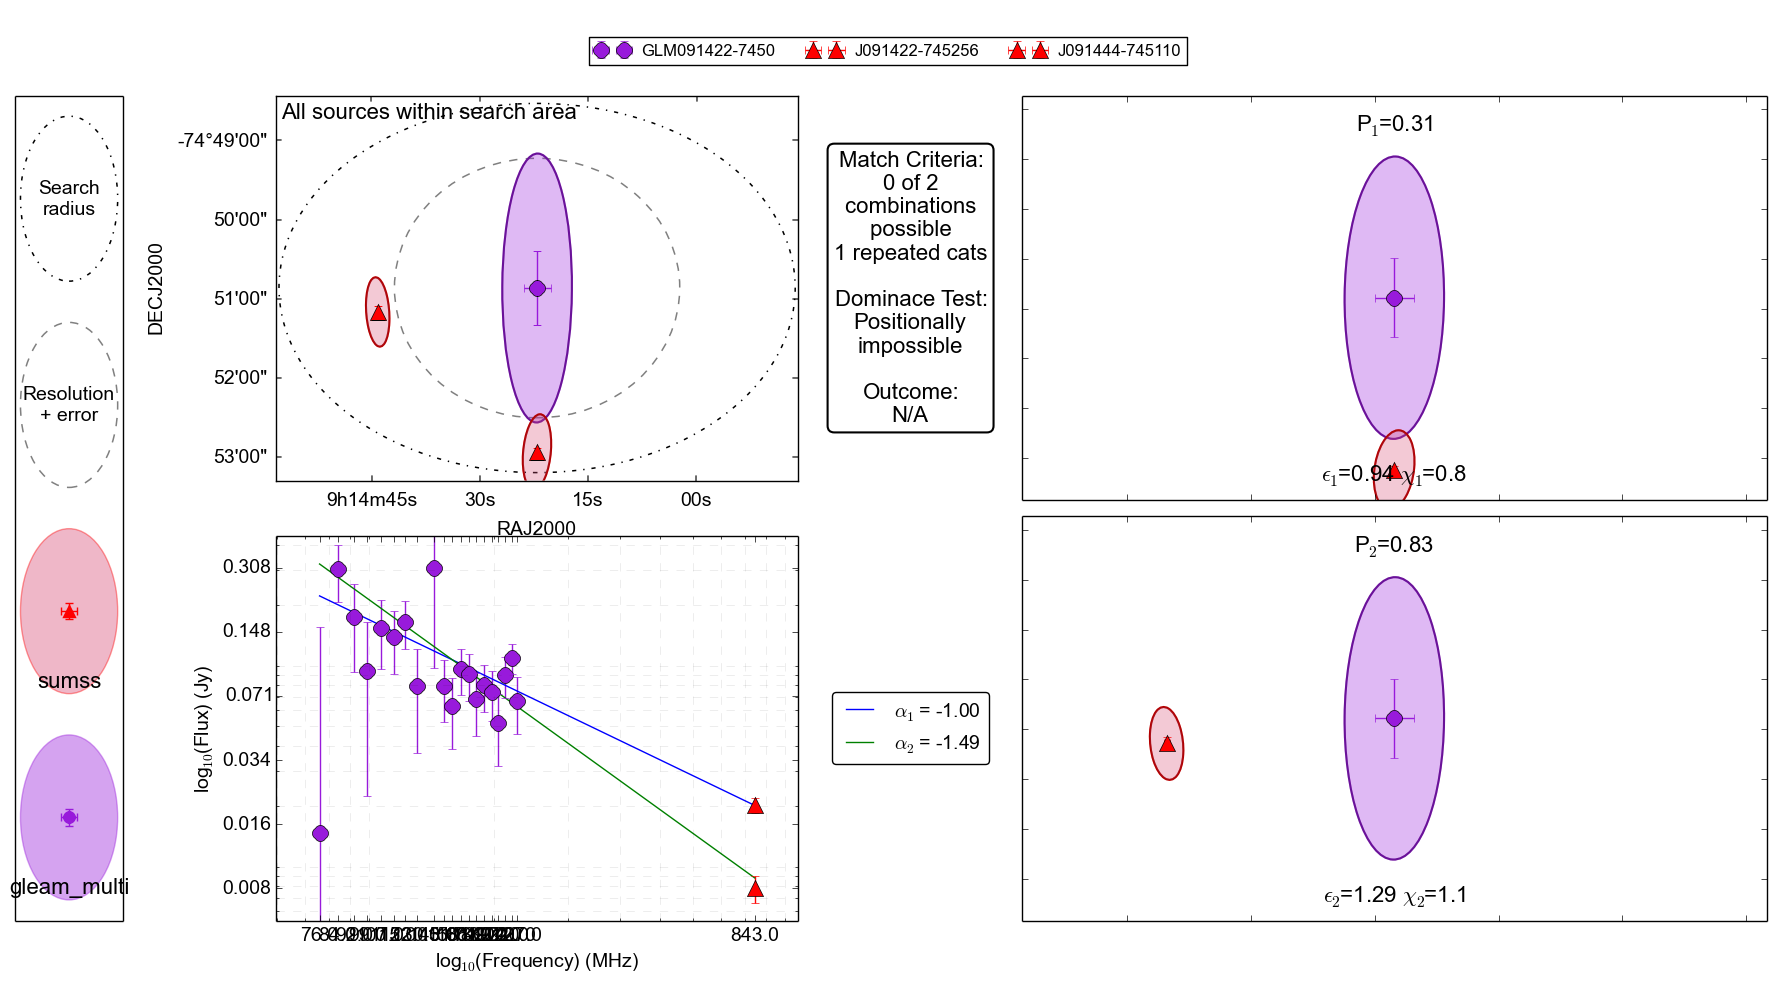 GLM091422-7450 J091422-745256 J091444-745110
Search
radius
Resolution
+ error
sumss
gleam_multi
All sources within search area
DECJ2000
-74°49'00"
50'00"
51'00"
52'00"
53'00"
9h14m45s 30s 15s 00s
RAJ2000
Match Criteria:
0 of 2
combinations
possible
1 repeated cats
Dominace Test:
Positionally
impossible
Outcome:
N/A
P1=0.31
ϵ1=0.94 χ1=0.8
P2=0.83
ϵ2=1.29 χ2=1.1
log10(Flux) (Jy)
0.308
0.148
0.071
0.034
0.016
0.008
843.0
log10(Frequency) (MHz)
α1 = -1.00
α2 = -1.49